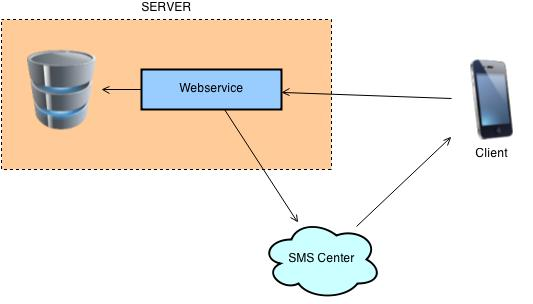 SERVER
Webservice
Client
SMS Center